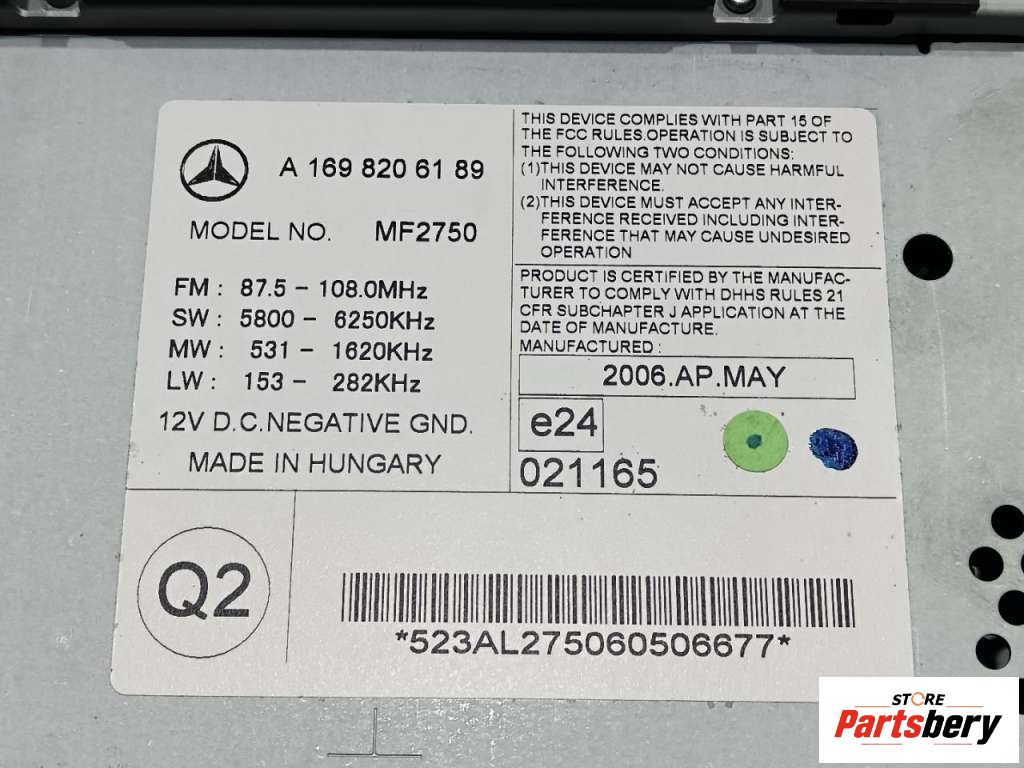 A 169 820 61 89
MODEL NO. MF2750
FM : 87.5 - 108.0MHz
SW : 5800 - 6250KHz
MW : 531 - 1620KHz
LW : 153 - 282KHz
12V D.C.NEGATIVE GND.
MADE IN HUNGARY
THIS DEVICE COMPLIES WITH PART 15 OF
THE FCC RULES.OPERATION IS SUBJECT TO
THE FOLLOWING TWO CONDITIONS:
(1)THIS DEVICE MAY NOT CAUSE HARMFUL
INTERFERENCE.
(2)THIS DEVICE MUST ACCEPT ANY INTER-
FERENCE RECEIVED INCLUDING INTER-
FERENCE THAT MAY CAUSE UNDESIRED
OPERATION
PRODUCT IS CERTIFIED BY THE MANUFAC-
TURER TO COMPLY WITH DHHS RULES 21
CFR SUBCHAPTER J APPLICATION AT THE
DATE OF MANUFACTURE.
MANUFACTURED :
2006.AP.MAY
e24
021165
Q2
*523AL275060506677*
STORE
Partsbery